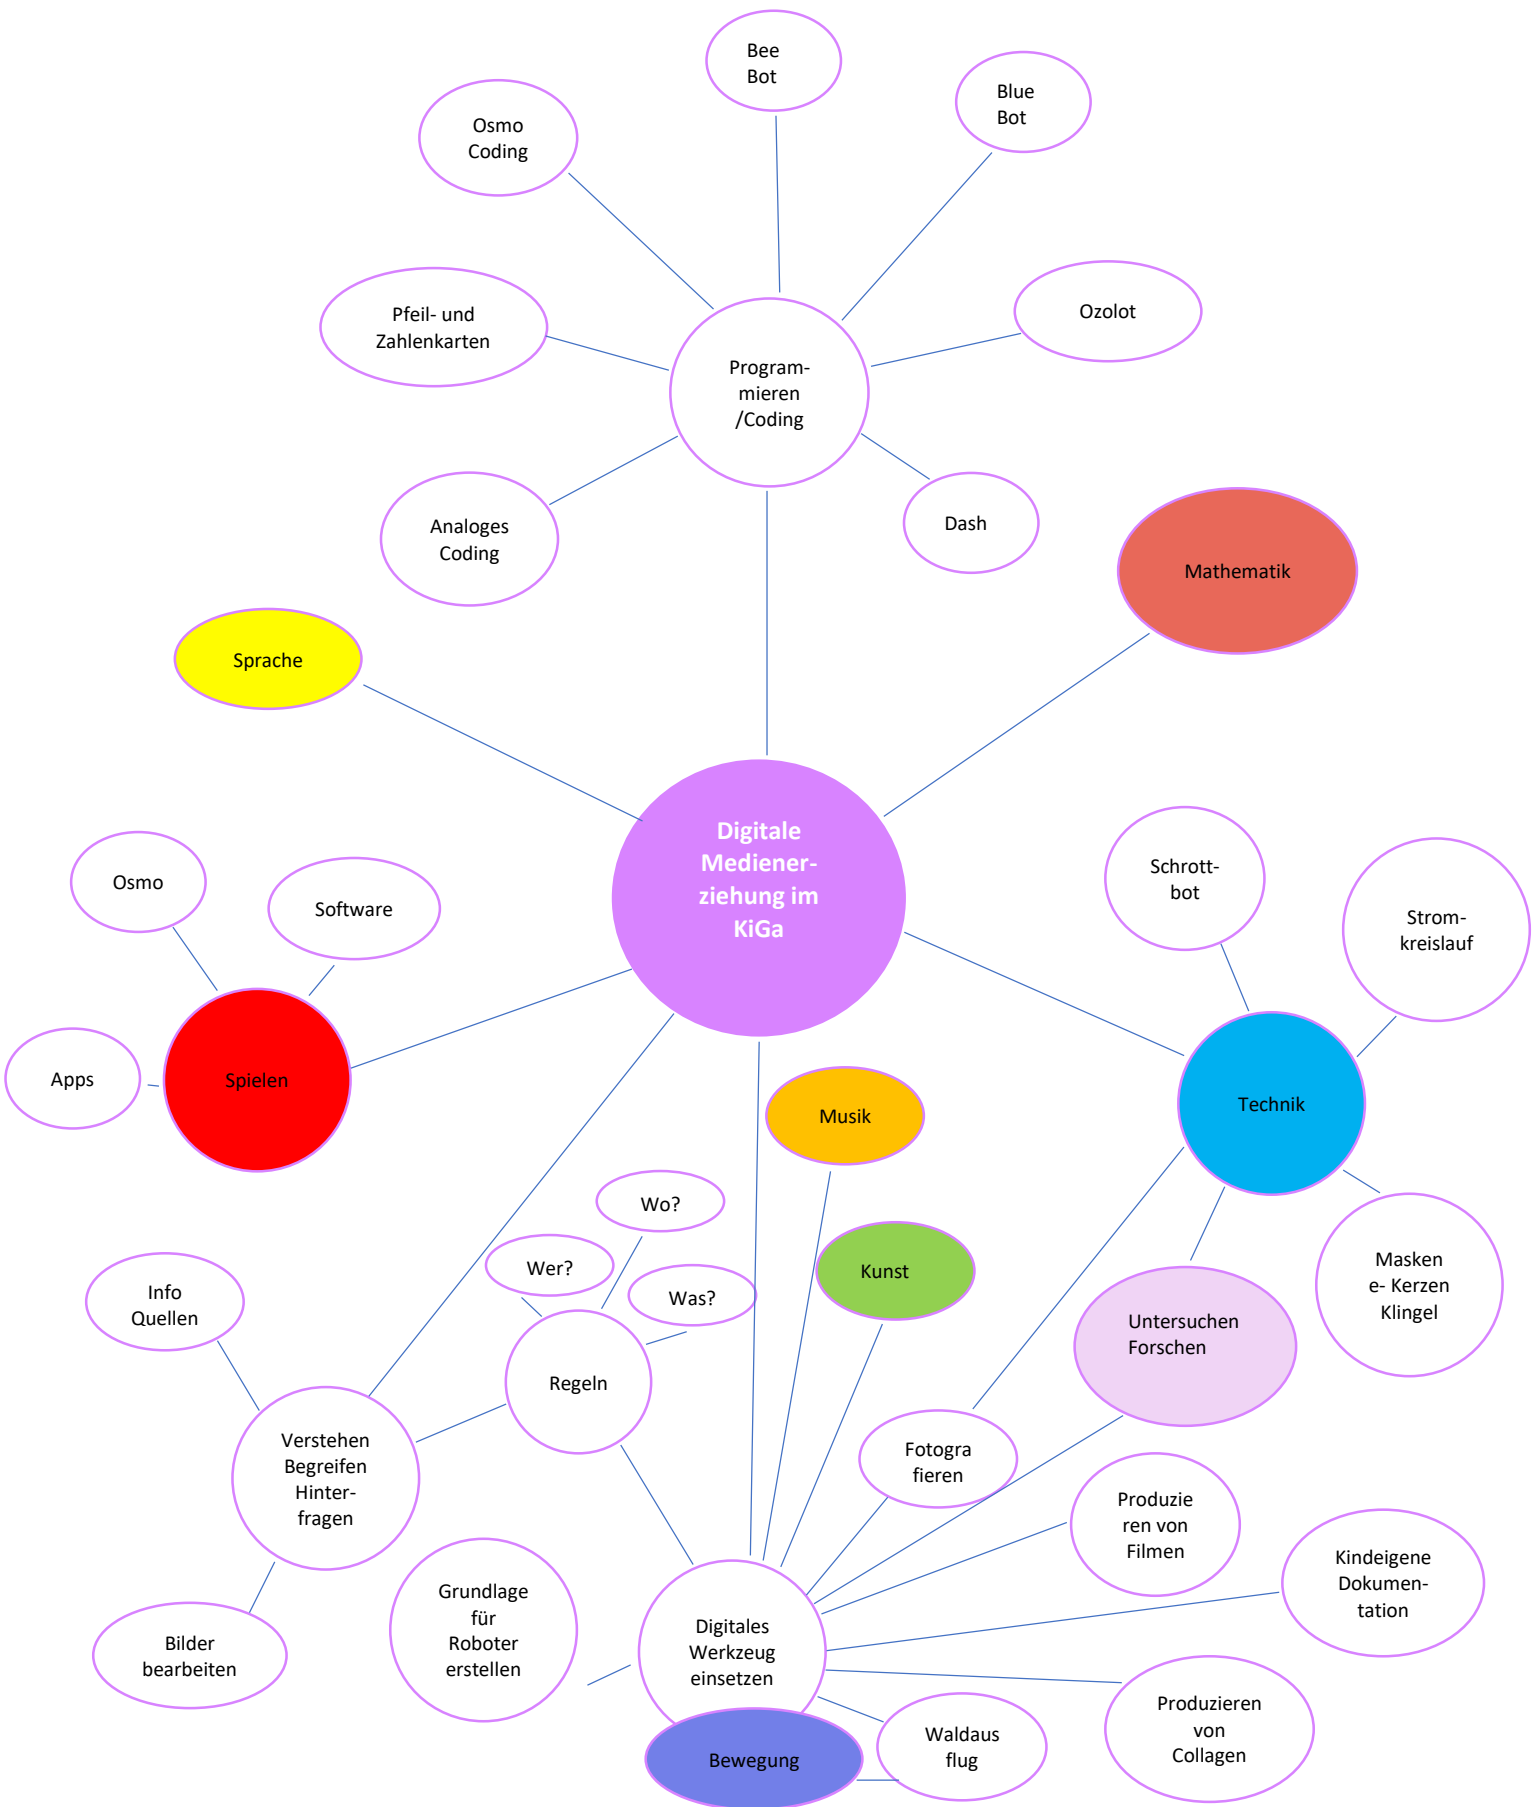 Bee
Bot
Blue
Bot
Osmo
Coding
Ozolot
Pfeil- und
Zahlenkarten
Program-
mieren
/Coding
Analoges
Coding
Dash
Mathematik
Sprache
Digitale
Mediener-
ziehung im
KiGa
Osmo
Software
Schrott-
bot
Strom-
kreislauf
Apps
Spielen
Technik
Musik
Wo?
Wer?
Was?
Kunst
Info
Quellen
Masken
e- Kerzen
Klingel
Untersuchen
Forschen
Regeln
Verstehen
Begreifen
Hinter-
fragen
Fotogra
fieren
Produzie
ren von
Filmen
Kindeigene
Dokumen-
tation
Grundlage
für
Roboter
erstellen
Digitales
Werkzeug
einsetzen
Bilder
bearbeiten
Produzieren
von
Collagen
Waldaus
flug
Bewegung